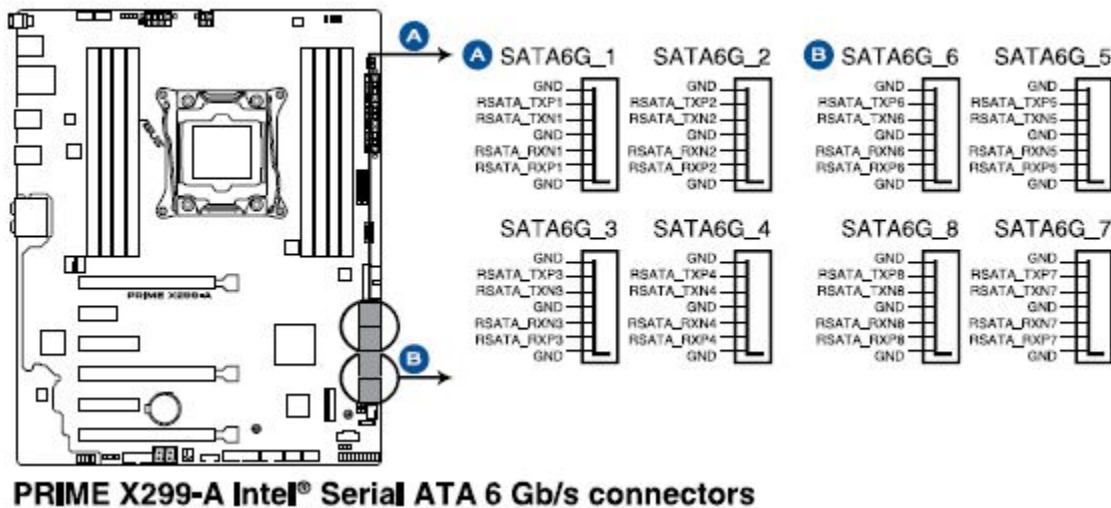 A
A SATA6G_1 SATA6G_2 B SATA6G_6 SATA6G_5
GND GND GND GND
RSATA_TXP1 RSATA_TXP2 RSATA_TXP6 RSATA_TXP5
RSATA_TXN1 RSATA_TXN2 RSATA_TXN6 RSATA_TXN5
GND GND GND GND
RSATA_RXN1 RSATA_RXN2 RSATA_RXN6 RSATA_RXN5
RSATA_RXP1 RSATA_RXP2 RSATA_RXP6 RSATA_RXP5
GND GND GND GND
ASUS
SATA6G_3 SATA6G_4 SATA6G_8 SATA6G_7
GND GND GND GND
RSATA_TXP3 RSATA_TXP4 RSATA_TXP8 RSATA_TXP7
RSATA_TXN3 RSATA_TXN4 RSATA_TXN8 RSATA_TXN7
GND GND GND GND
RSATA_RXN3 RSATA_RXN4 RSATA_RXN8 RSATA_RXN7
RSATA_RXP3 RSATA_RXP4 RSATA_RXP8 RSATA_RXP7
GND GND GND GND
PRIME X299-A
B
PRIME X299-A Intel® Serial ATA 6 Gb/s connectors